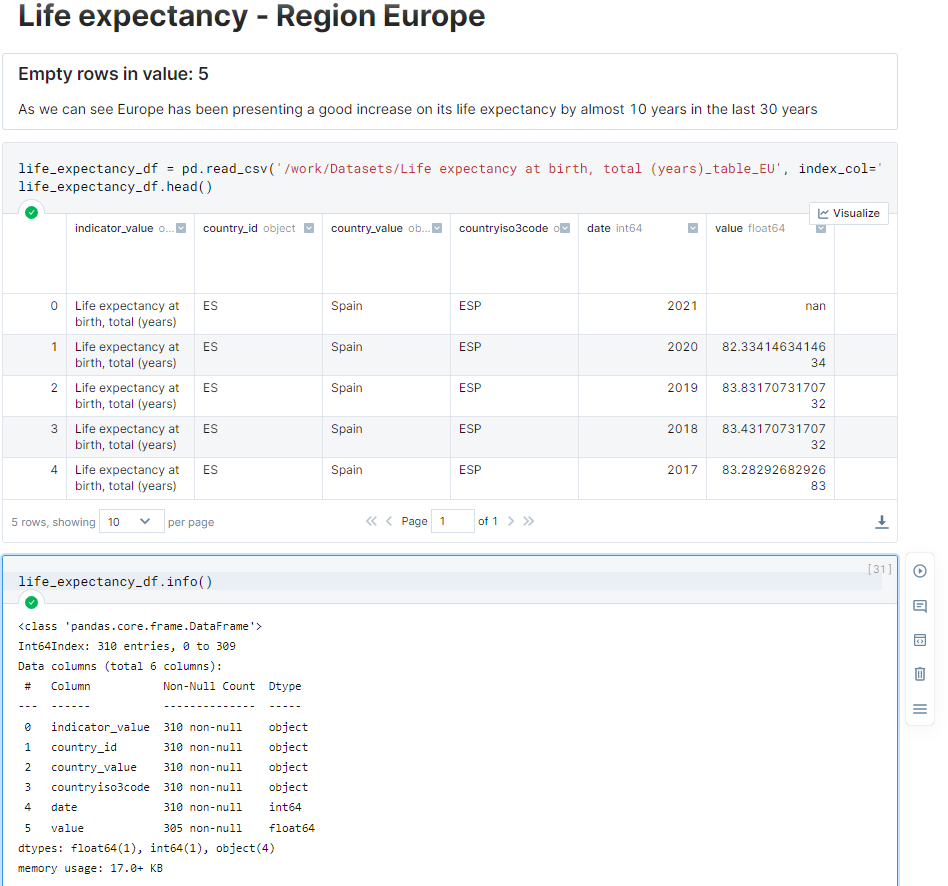 Life expectancy - Region Europe
Empty rows in value: 5
As we can see Europe has been presenting a good increase on its life expectancy by almost 10 years in the last 30 years
life_expectancy_df = pd.read_csv('/work/Datasets/Life expectancy at birth, total (years)_table_EU', index_col='
life_expectancy_df.head()
Visualize
indicator_value o... country_id object country_value ob... countryiso3code o date int64 value float64
0 Life expectancy at ES Spain ESP 2021 nan
birth, total (years)
1 Life expectancy at ES Spain ESP 2020 82.33414634146
birth, total (years) 34
2 Life expectancy at ES Spain ESP 2019 83.83170731707
birth, total (years) 32
3 Life expectancy at ES Spain ESP 2018 83.43170731707
birth, total (years) 32
4 Life expectancy at ES Spain ESP 2017 83.28292682926
birth, total (years) 83
5 rows, showing 10 per page << < Page 1 of 1 > >>
[31]
life_expectancy_df.info()
<class 'pandas.core.frame.DataFrame'>
Int64Index: 310 entries, 0 to 309
Data columns (total 6 columns):
# Column Non-Null Count Dtype
--- ------ -------------- -----
0 indicator_value 310 non-null object
1 country_id 310 non-null object
2 country_value 310 non-null object
3 countryiso3code 310 non-null object
4 date 310 non-null int64
5 value 305 non-null float64
dtypes: float64(1), int64(1), object(4)
memory usage: 17.0+ KB